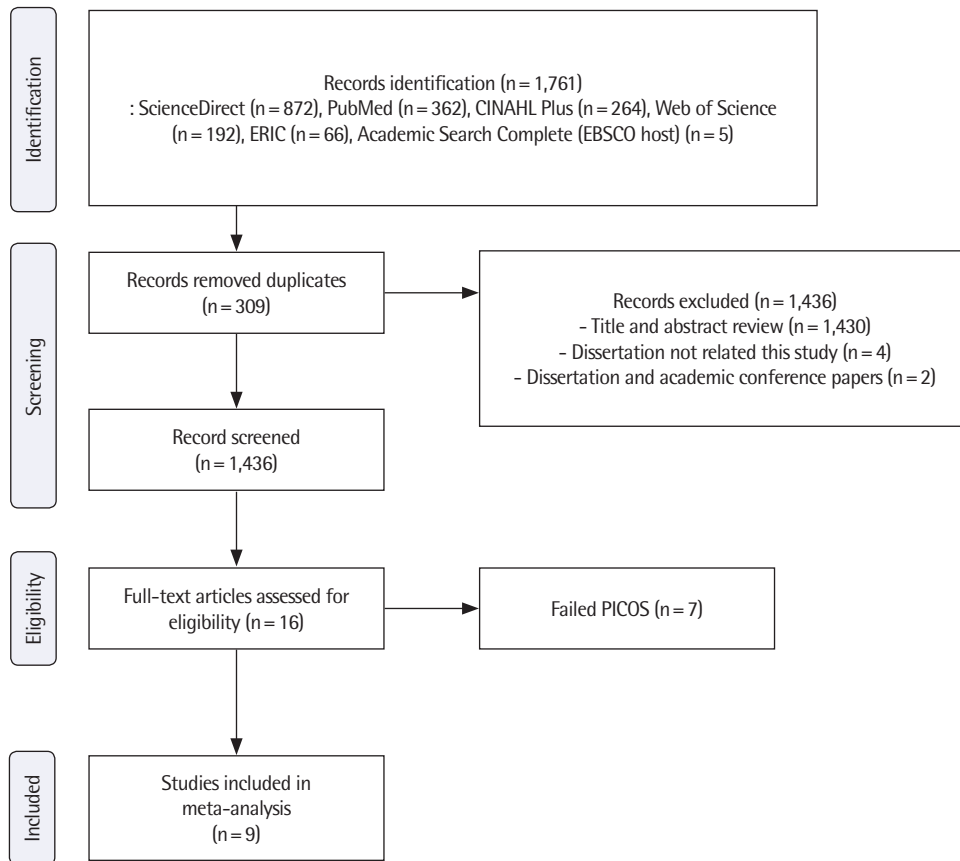 Identification
Records identification (n = 1,761)
: ScienceDirect (n = 872), PubMed (n = 362), CINAHL Plus (n = 264), Web of Science
(n = 192), ERIC (n = 66), Academic Search Complete (EBSCO host) (n = 5)
Screening
Records removed duplicates
(n = 309)
Records excluded (n = 1,436)
- Title and abstract review (n = 1,430)
- Dissertation not related this study (n = 4)
- Dissertation and academic conference papers (n = 2)
Record screened
(n = 1,436)
Eligibility
Full-text articles assessed for
eligibility (n = 16)
Failed PICOS (n = 7)
Included
Studies included in
meta-analysis
(n = 9)